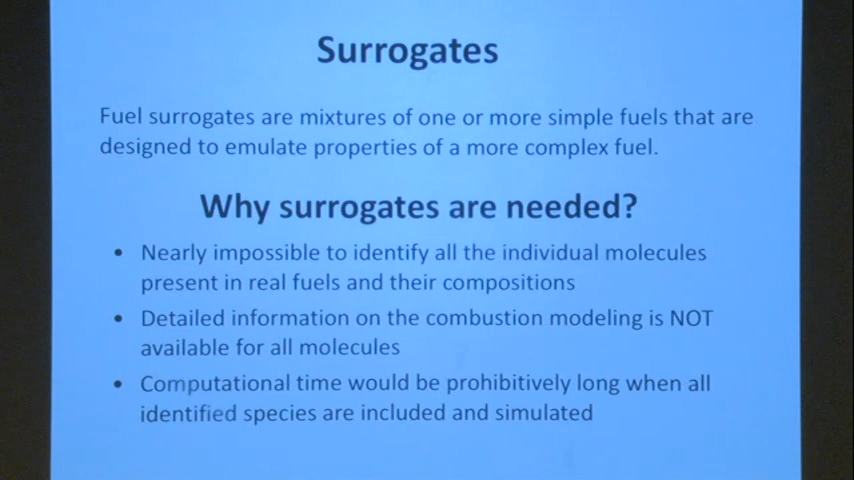 Surrogates
Fuel surrogates are mixtures of one or more simple fuels that are
designed to emulate properties of a more complex fuel.
Why surrogates are needed?
• Nearly impossible to identify all the individual molecules
present in real fuels and their compositions
• Detailed information on the combustion modeling is NOT
available for all molecules
• Computational time would be prohibitively long when all
identified species are included and simulated